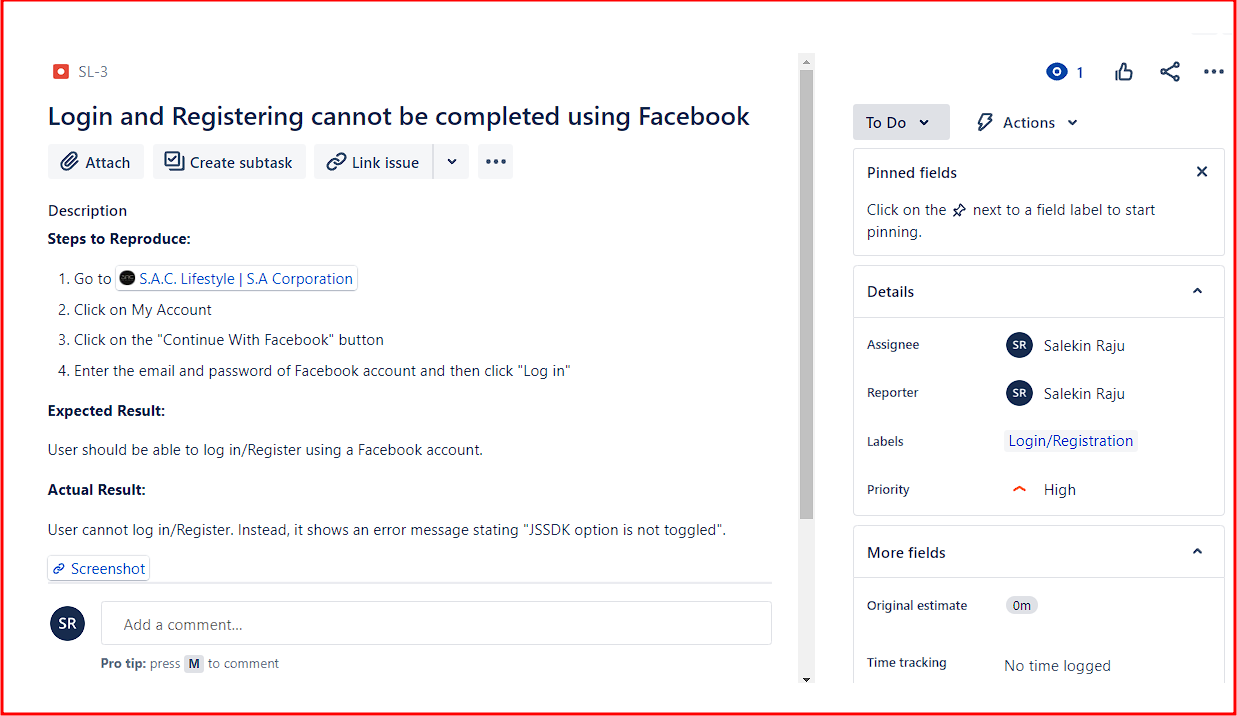 SL-3
Login and Registering cannot be completed using Facebook
Attach
Create subtask
Link issue
Description
Steps to Reproduce:
1. Go to S.A.C. Lifestyle | S.A Corporation
2. Click on My Account
3. Click on the "Continue With Facebook" button
4. Enter the email and password of Facebook account and then click "Log in"
Expected Result:
User should be able to log in/Register using a Facebook account.
Actual Result:
User cannot log in/Register. Instead, it shows an error message stating "JSSDK option is not toggled".
Screenshot
SR
Add a comment...
Pro tip: press M to comment
1
To Do
Actions
Pinned fields
Click on the next to a field label to start
pinning.
Details
Assignee SR Salekin Raju
Reporter SR Salekin Raju
Labels Login/Registration
Priority High
More fields
Original estimate 0m
Time tracking No time logged